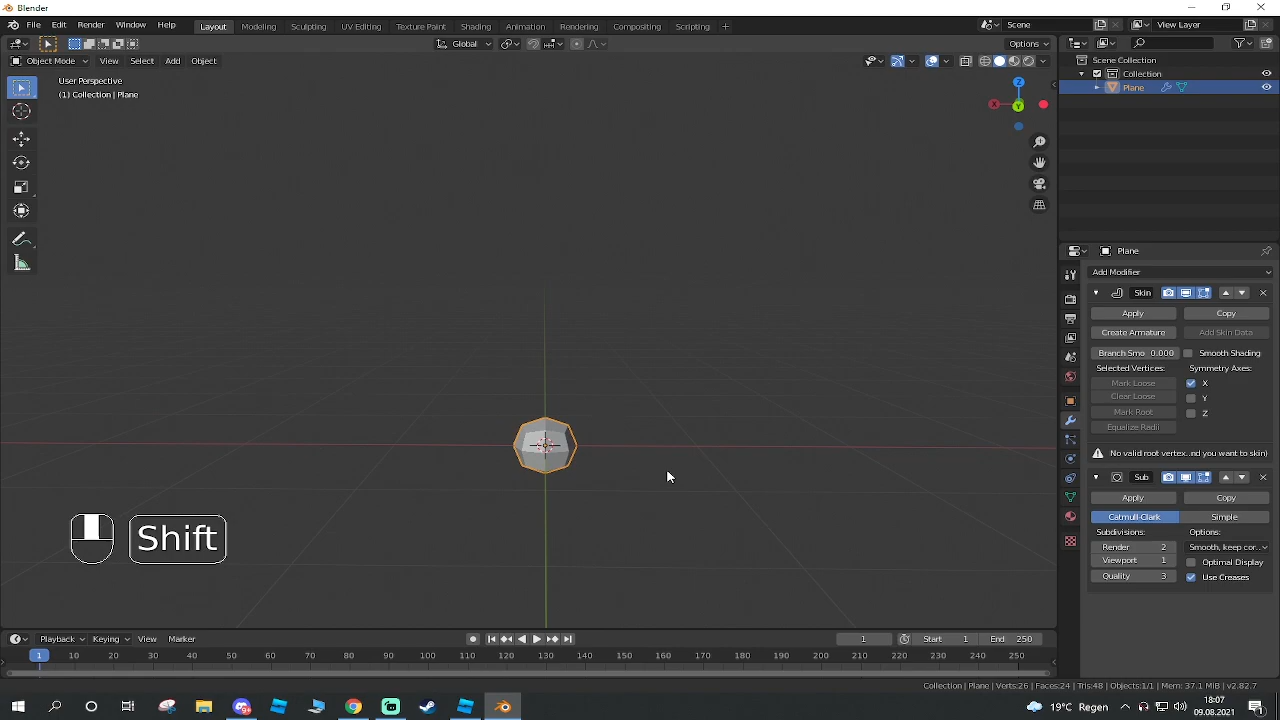 Blender
File Edit Render Window Help Layout Modeling Sculpting UV Editing Texture Paint Shading Animation Rendering Compositing Scripting + Scene View Layer
Global Options
Object Mode View Select Add Object
User Perspective
(1) Collection | Plane
Z
X
Y
Scene Collection
Collection
Plane
Plane
Add Modifier
Skin
Apply Copy
Create Armature Add Skin Data
Branch Smo 0.000 Smooth Shading
Selected Vertices: Symmetry Axes:
Mark Loose X
Clear Loose Y
Mark Root Z
Equalize Radii
No valid root vertex..nd you want to skin)
Sub
Apply Copy
Catmull-Clark Simple
Subdivisions: Options:
Render 2 Smooth, keep cor...
Viewport 1 Optimal Display
Quality 3 Use Creases
Shift
Playback Keying View Marker 1 Start 1 End 250
1 10 20 30 40 50 60 70 80 90 100 110 120 130 140 150 160 170 180 190 200 210 220 230 240 250
Collection | Plane | Verts:26 | Faces:24 | Tris:48 | Objects:1/1 | Mem: 37.1 MiB | v2.82.7
19°C Regen
18:07
09.08.2021